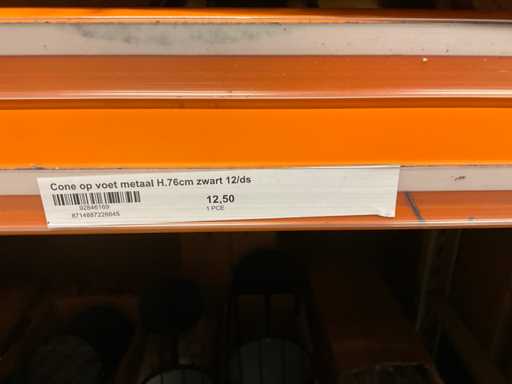 Cone op voet metaal H.76cm zwart 12/ds
92846169
8714887226645
12,50
1 PCE